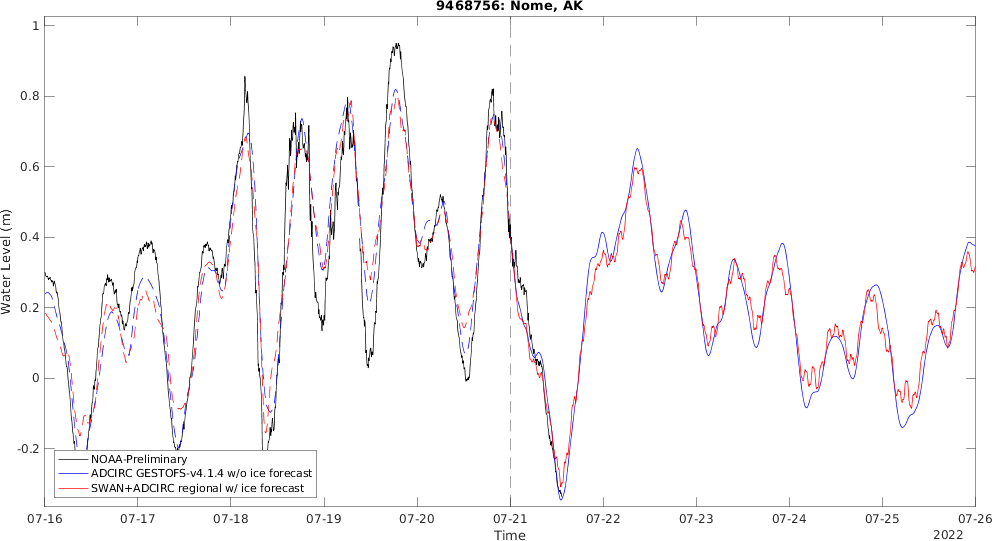 9468756: Nome, AK
1
0.8
0.6
0.4
0.2
0
-0.2
Water Level (m)
NOAA-Preliminary
ADCIRC GESTOFS-v4.1.4 w/o ice forecast
SWAN+ADCIRC regional w/ ice forecast
07-16 07-17 07-18 07-19 07-20 07-21 07-22 07-23 07-24 07-25 07-26
Time
2022